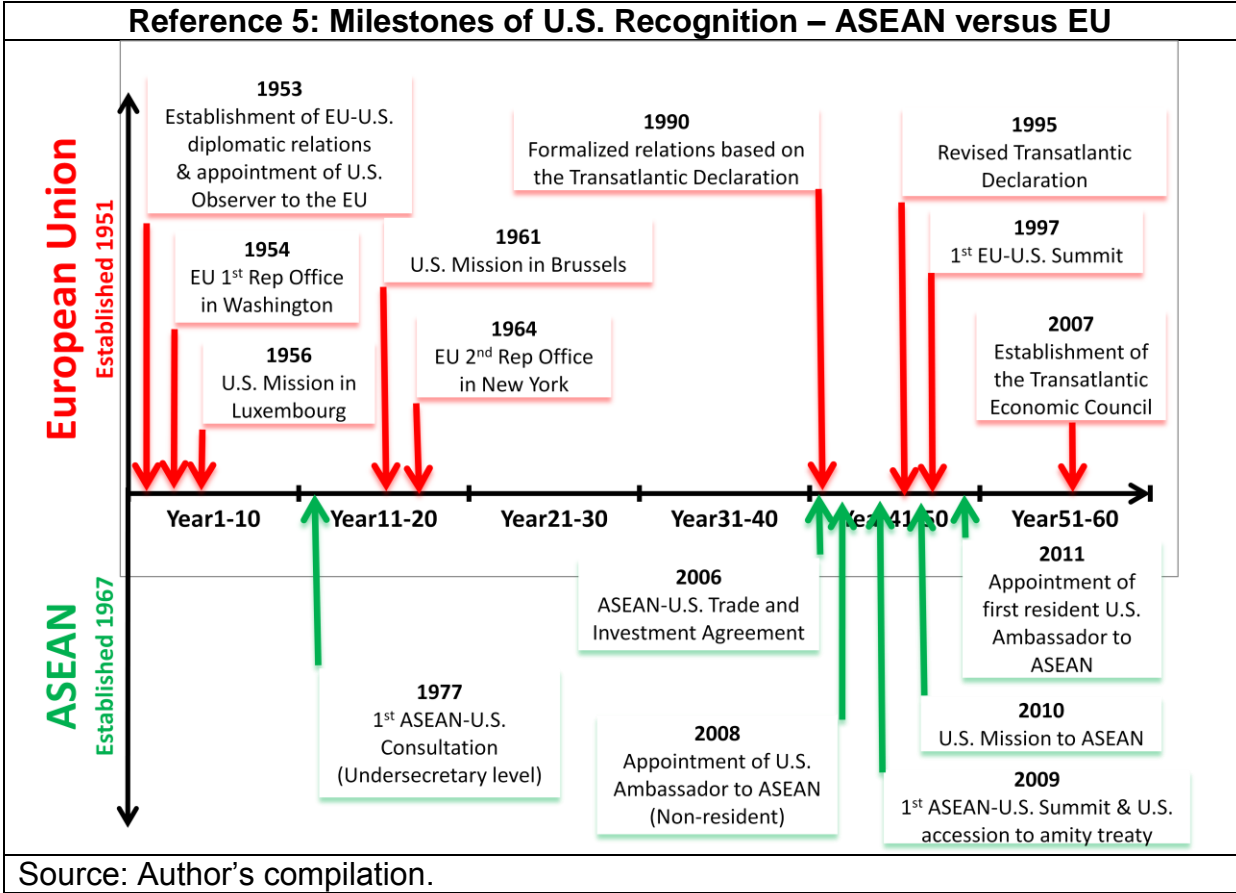 Reference 5: Milestones of U.S. Recognition – ASEAN versus EU
European Union
Established 1951
1953
Establishment of EU-U.S.
diplomatic relations
& appointment of U.S.
Observer to the EU
1954
EU 1st Rep Office
in Washington
1956
U.S. Mission in
Luxembourg
1961
U.S. Mission in Brussels
1964
EU 2nd Rep Office
in New York
1990
Formalized relations based on
the Transatlantic Declaration
1995
Revised Transatlantic
Declaration
1997
1st EU-U.S. Summit
2007
Establishment of
the Transatlantic
Economic Council
Year1-10
Year11-20
Year21-30
Year31-40
Year41-50
Year51-60
ASEAN
Established 1967
1977
1st ASEAN-U.S.
Consultation
(Undersecretary level)
2006
ASEAN-U.S. Trade and
Investment Agreement
2008
Appointment of U.S.
Ambassador to ASEAN
(Non-resident)
2009
1st ASEAN-U.S. Summit & U.S.
accession to amity treaty
2010
U.S. Mission to ASEAN
2011
Appointment of
first resident U.S.
Ambassador to
ASEAN
Source: Author’s compilation.